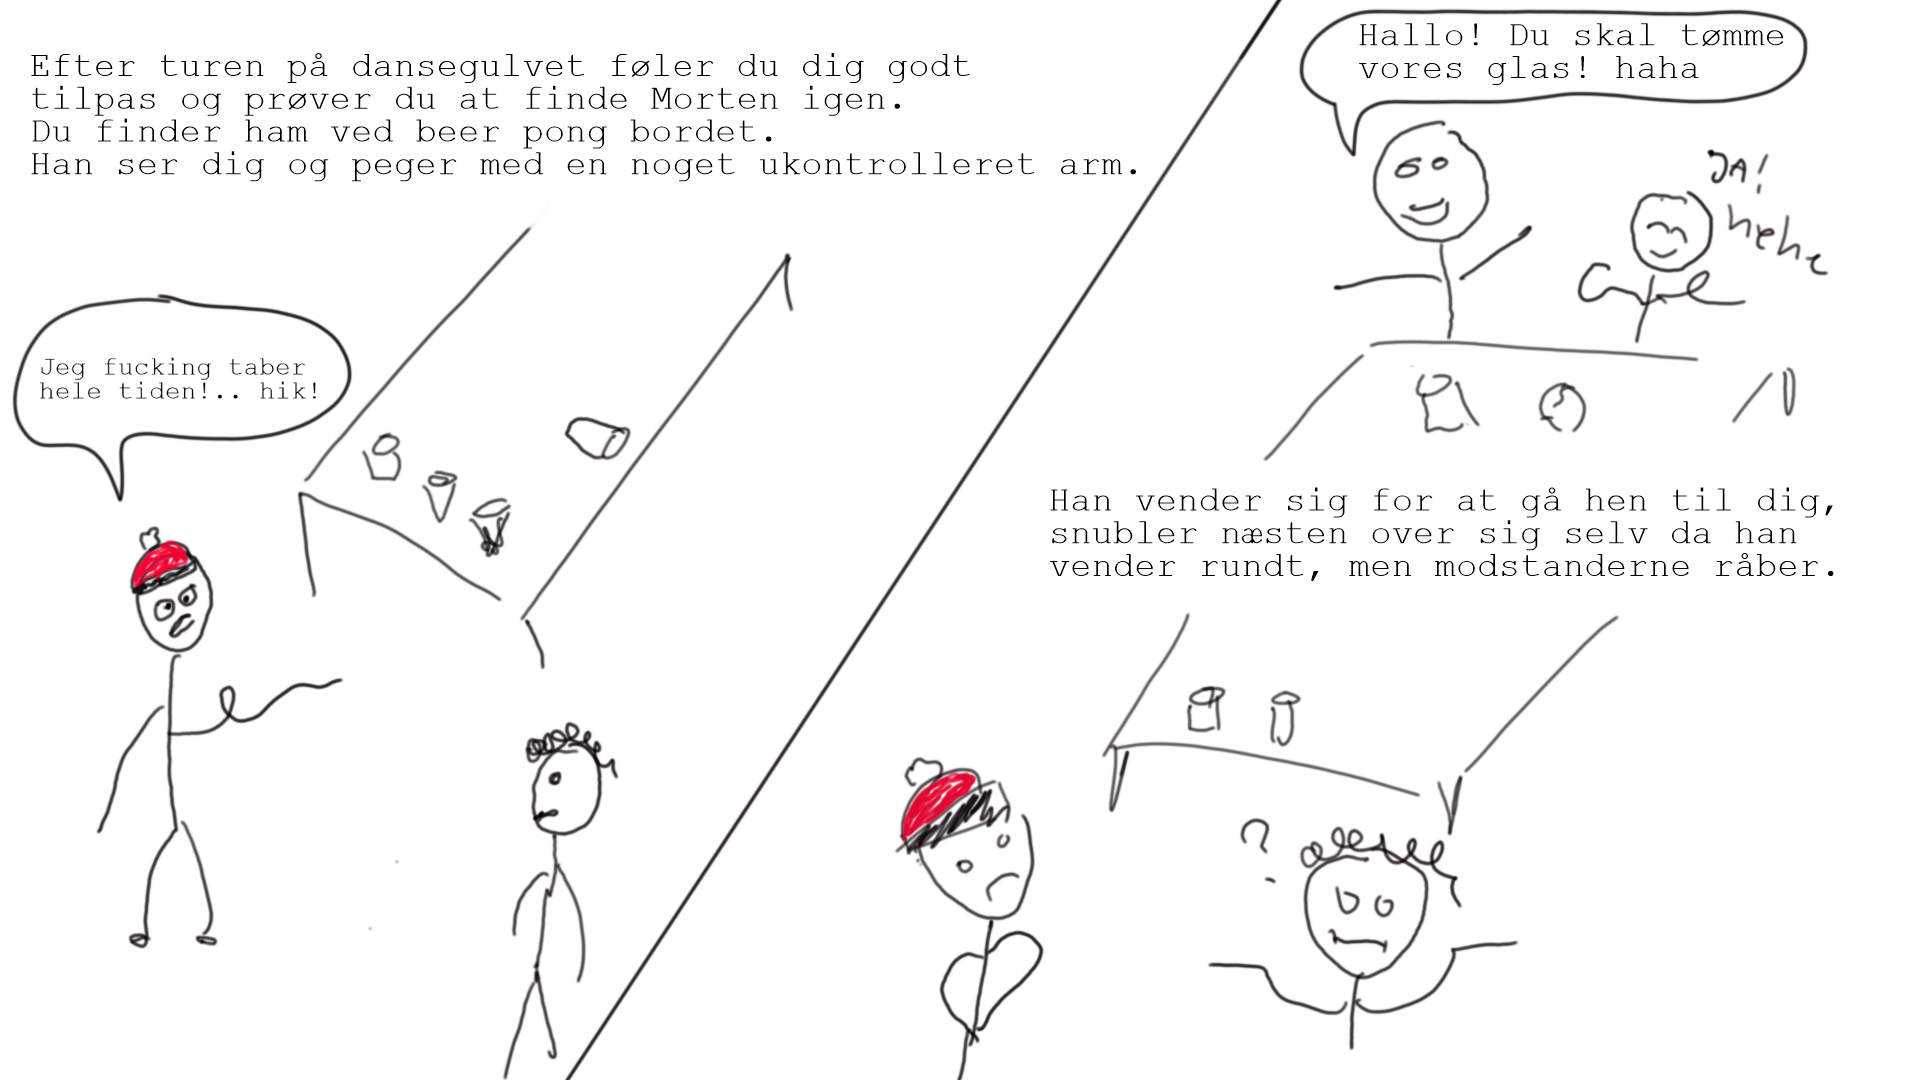 Efter turen på dansegulvet føler du dig godt
tilpas og prøver du at finde Morten igen.
Du finder ham ved beer pong bordet.
Han ser dig og peger med en noget ukontrolleret arm.
Jeg fucking taber
hele tiden!.. hik!
Hallo! Du skal tømme
vores glas! haha
JA!
hehe
Han vender sig for at gå hen til dig,
snubler næsten over sig selv da han
vender rundt, men modstanderne råber.
?